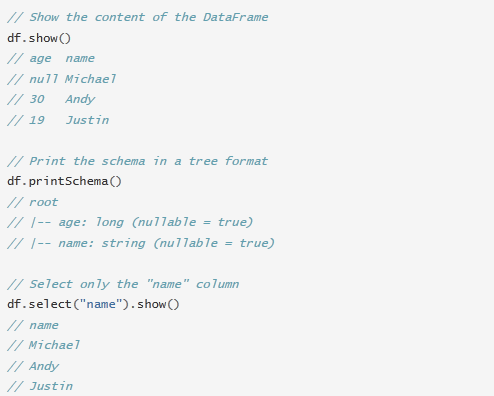 // Show the content of the DataFrame
df.show()
// age  name
// null Michael
// 30   Andy
// 19   Justin
// Print the schema in a tree format
df.printSchema()
// root
// |-- age: long (nullable = true)
// |-- name: string (nullable = true)
// Select only the "name" column
df.select("name").show()
// name
// Michael
// Andy
// Justin